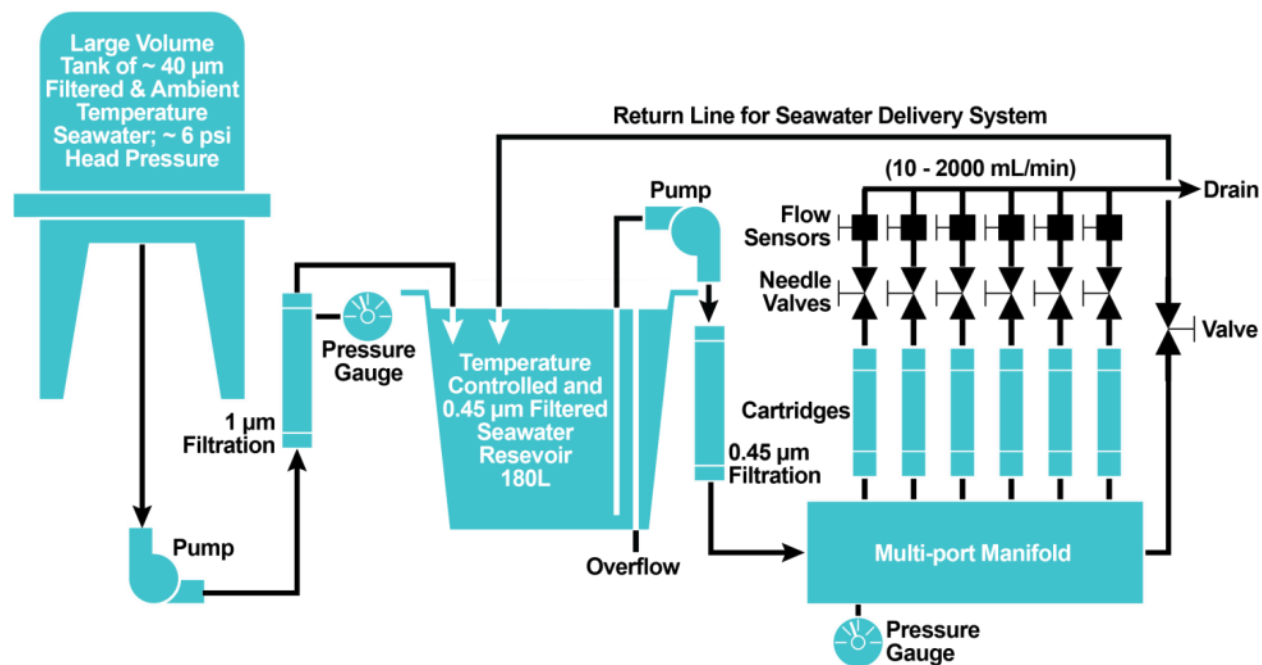 Large Volume
Tank of ~ 40 µm
Filtered & Ambient
Temperature
Seawater; ~ 6 psi
Head Pressure
Return Line for Seawater Delivery System
(10 - 2000 mL/min)
Pump
Drain
Flow
Sensors
Needle
Valves
Valve
Pressure
Gauge
Temperature
Controlled and
0.45 µm Filtered
Seawater
Resevoir
180L
Cartridges
1 µm
Filtration
0.45 µm
Filtration
Pump
Overflow
Multi-port Manifold
Pressure
Gauge